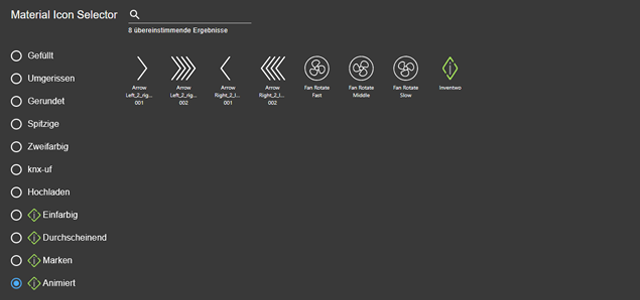 Material Icon Selector
8 übereinstimmende Ergebnisse
Gefüllt
Umgerissen
Gerundet
Spitzige
Zweifarbig
knx-uf
Hochladen
Einfarbig
Durchscheinend
Marken
Animiert
Arrow
Left_2_rig...
001
Arrow
Left_2_rig...
002
Arrow
Right_2_l...
001
Arrow
Right_2_l...
002
Fan Rotate
Fast
Fan Rotate
Middle
Fan Rotate
Slow
Inventwo